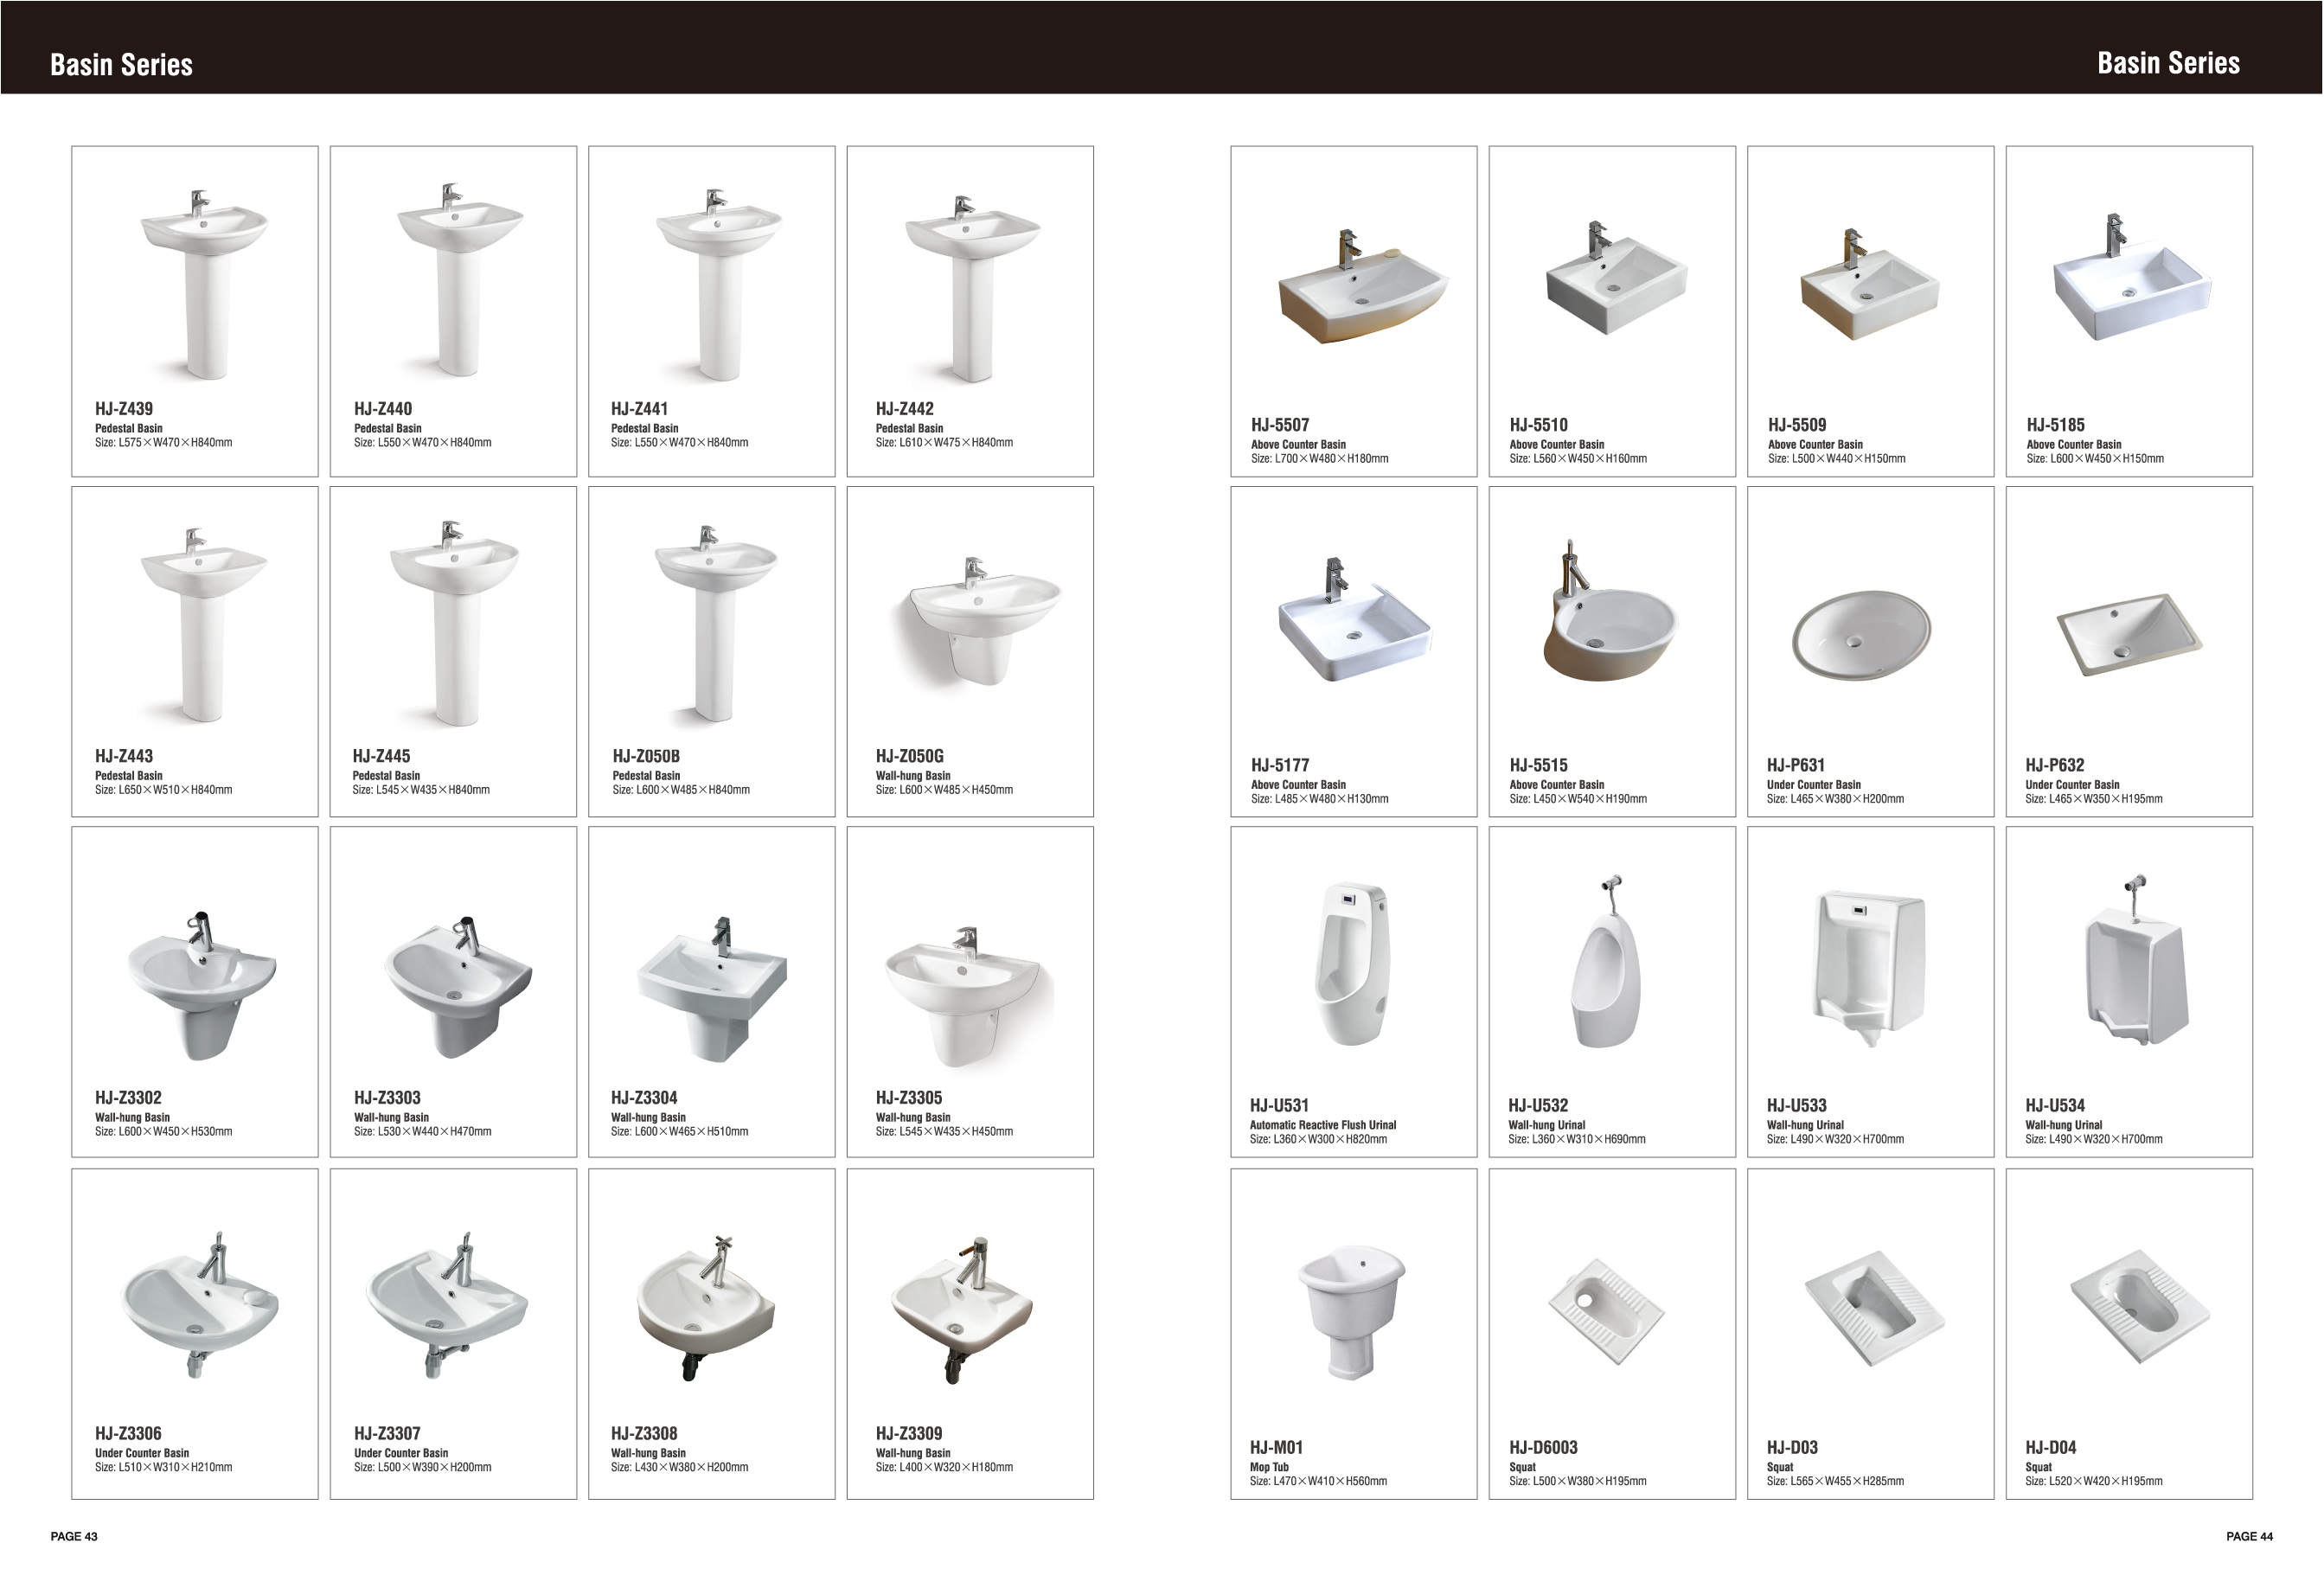 Basin Series
Basin Series
HJ-Z439
Pedestal Basin
Size: L575×W470×H840mm
HJ-Z440
Pedestal Basin
Size: L550×W470×H840mm
HJ-Z441
Pedestal Basin
Size: L550×W470×H840mm
HJ-Z442
Pedestal Basin
Size: L610×W475×H840mm
HJ-Z443
Pedestal Basin
Size: L650×W510×H840mm
HJ-Z445
Pedestal Basin
Size: L545×W435×H840mm
HJ-Z050B
Pedestal Basin
Size: L600×W485×H840mm
HJ-Z050G
Wall-hung Basin
Size: L600×W485×H450mm
HJ-Z3302
Wall-hung Basin
Size: L600×W450×H530mm
HJ-Z3303
Wall-hung Basin
Size: L530×W440×H470mm
HJ-Z3304
Wall-hung Basin
Size: L600×W465×H510mm
HJ-Z3305
Wall-hung Basin
Size: L545×W435×H450mm
HJ-Z3306
Under Counter Basin
Size: L510×W310×H210mm
HJ-Z3307
Under Counter Basin
Size: L500×W390×H200mm
HJ-Z3308
Wall-hung Basin
Size: L430×W380×H200mm
HJ-Z3309
Wall-hung Basin
Size: L400×W320×H180mm
PAGE 43
HJ-5507
Above Counter Basin
Size: L700×W480×H180mm
HJ-5510
Above Counter Basin
Size: L560×W450×H160mm
HJ-5509
Above Counter Basin
Size: L500×W440×H150mm
HJ-5185
Above Counter Basin
Size: L600×W450×H150mm
HJ-5177
Above Counter Basin
Size: L485×W480×H130mm
HJ-5515
Above Counter Basin
Size: L450×W540×H190mm
HJ-P631
Under Counter Basin
Size: L465×W380×H200mm
HJ-P632
Under Counter Basin
Size: L465×W350×H195mm
HJ-U531
Automatic Reactive Flush Urinal
Size: L360×W300×H820mm
HJ-U532
Wall-hung Urinal
Size: L360×W310×H690mm
HJ-U533
Wall-hung Urinal
Size: L490×W320×H700mm
HJ-U534
Wall-hung Urinal
Size: L490×W320×H700mm
HJ-M01
Mop Tub
Size: L470×W410×H560mm
HJ-D6003
Squat
Size: L500×W380×H195mm
HJ-D03
Squat
Size: L565×W455×H285mm
HJ-D04
Squat
Size: L520×W420×H195mm
PAGE 44